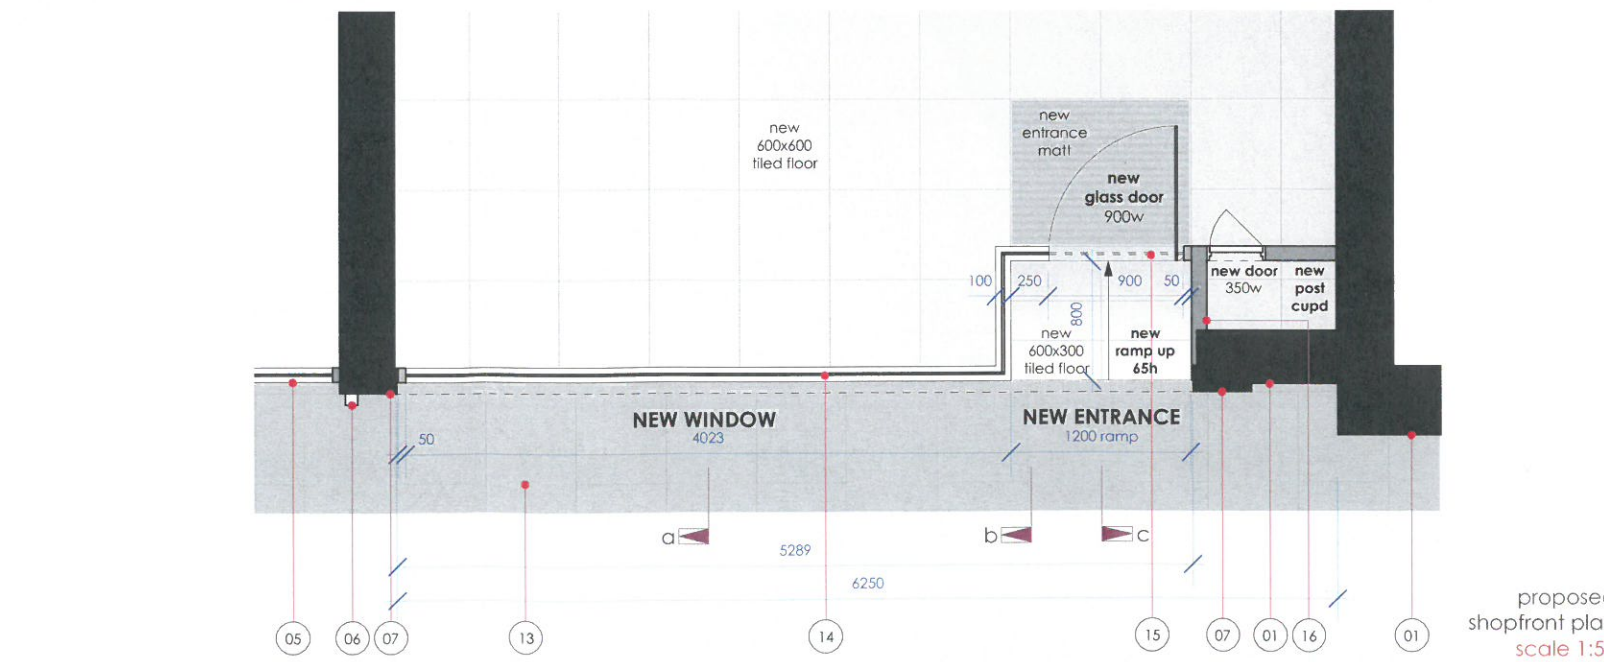 new
600x600
tiled floor
new
entrance
matt
new
glass door
900w
100
250
900
50
800
new door
350w
new
post
cupd
new
600x300
tiled floor
new
ramp up
65h
NEW WINDOW
4023
50
NEW ENTRANCE
1200 ramp
a
b
c
5289
6250
05
06
07
13
14
15
07
01
16
01
propose
shopfront pla
scale 1:5